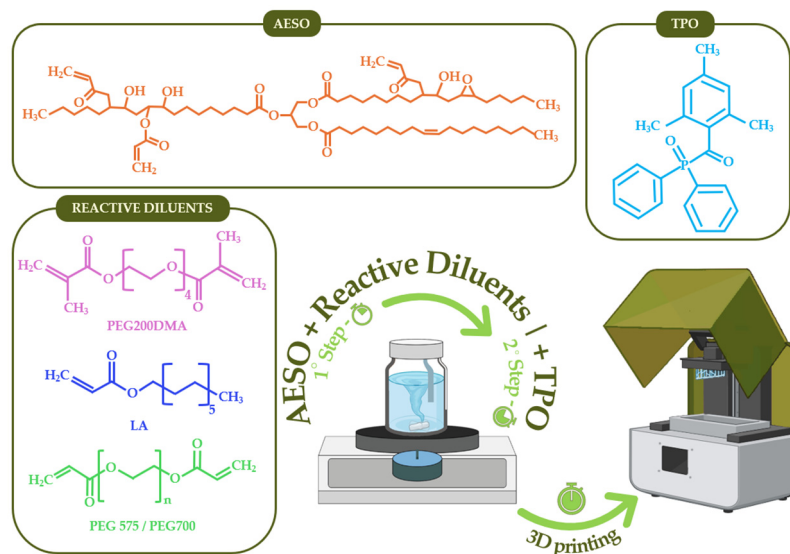 AESO
H₂C
O
OH
OH
H₃C
O
O
CH₂
O
O
O
O
O
O
H₂C
O
OH
O
CH₃
CH₃
TPO
CH₃
H₃C
CH₃
O
P
O
REACTIVE DILUENTS
H₂C
CH₃
O
O
O
4
O
CH₃
CH₂
PEG200DMA
H₂C
O
O
5
CH₃
LA
H₂C
O
O
n
O
O
CH₂
PEG 575 / PEG700
AESO + Reactive Diluents / + TPO
1° Step -
2° Step -
3D printing